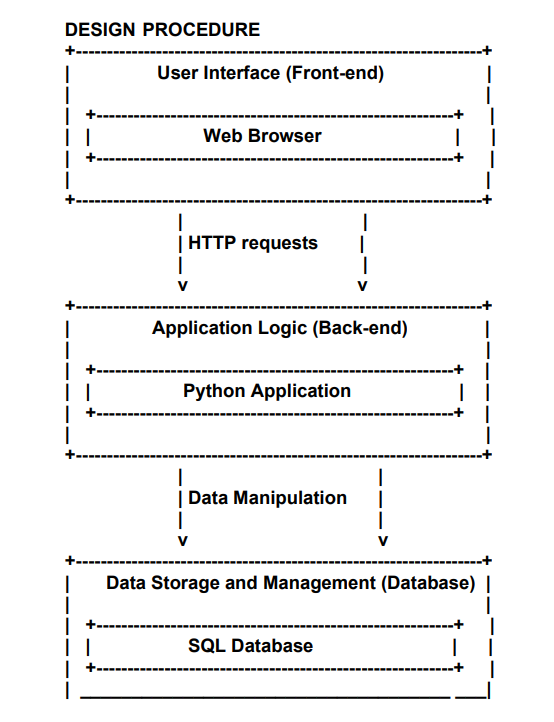 DESIGN PROCEDURE
User Interface (Front-end)
Web Browser
HTTP requests
v v
Application Logic (Back-end)
Python Application
Data Manipulation
v v
Data Storage and Management (Database)
SQL Database